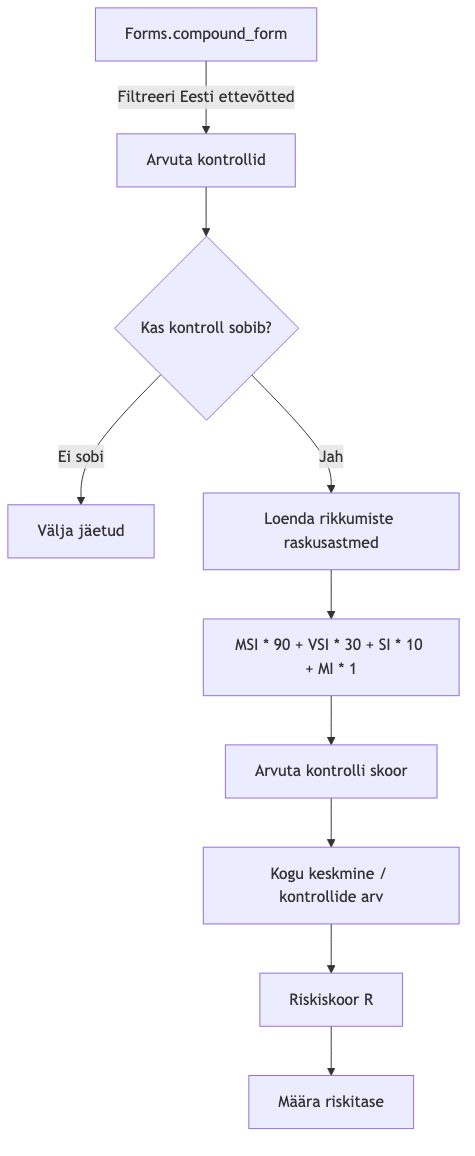 Forms.compound_form
Filtreeri Eesti ettevõtted
Arvuta kontrollid
Kas kontroll sobib?
Ei sobi
Jah
Välja jäetud
Loenda rikkumiste
raskusastmed
MSI * 90 + VSI * 30 + SI * 10
+ MI * 1
Arvuta kontrolli skoor
Kogu keskmine /
kontrollide arv
Riskiskoor R
Määra riskitase